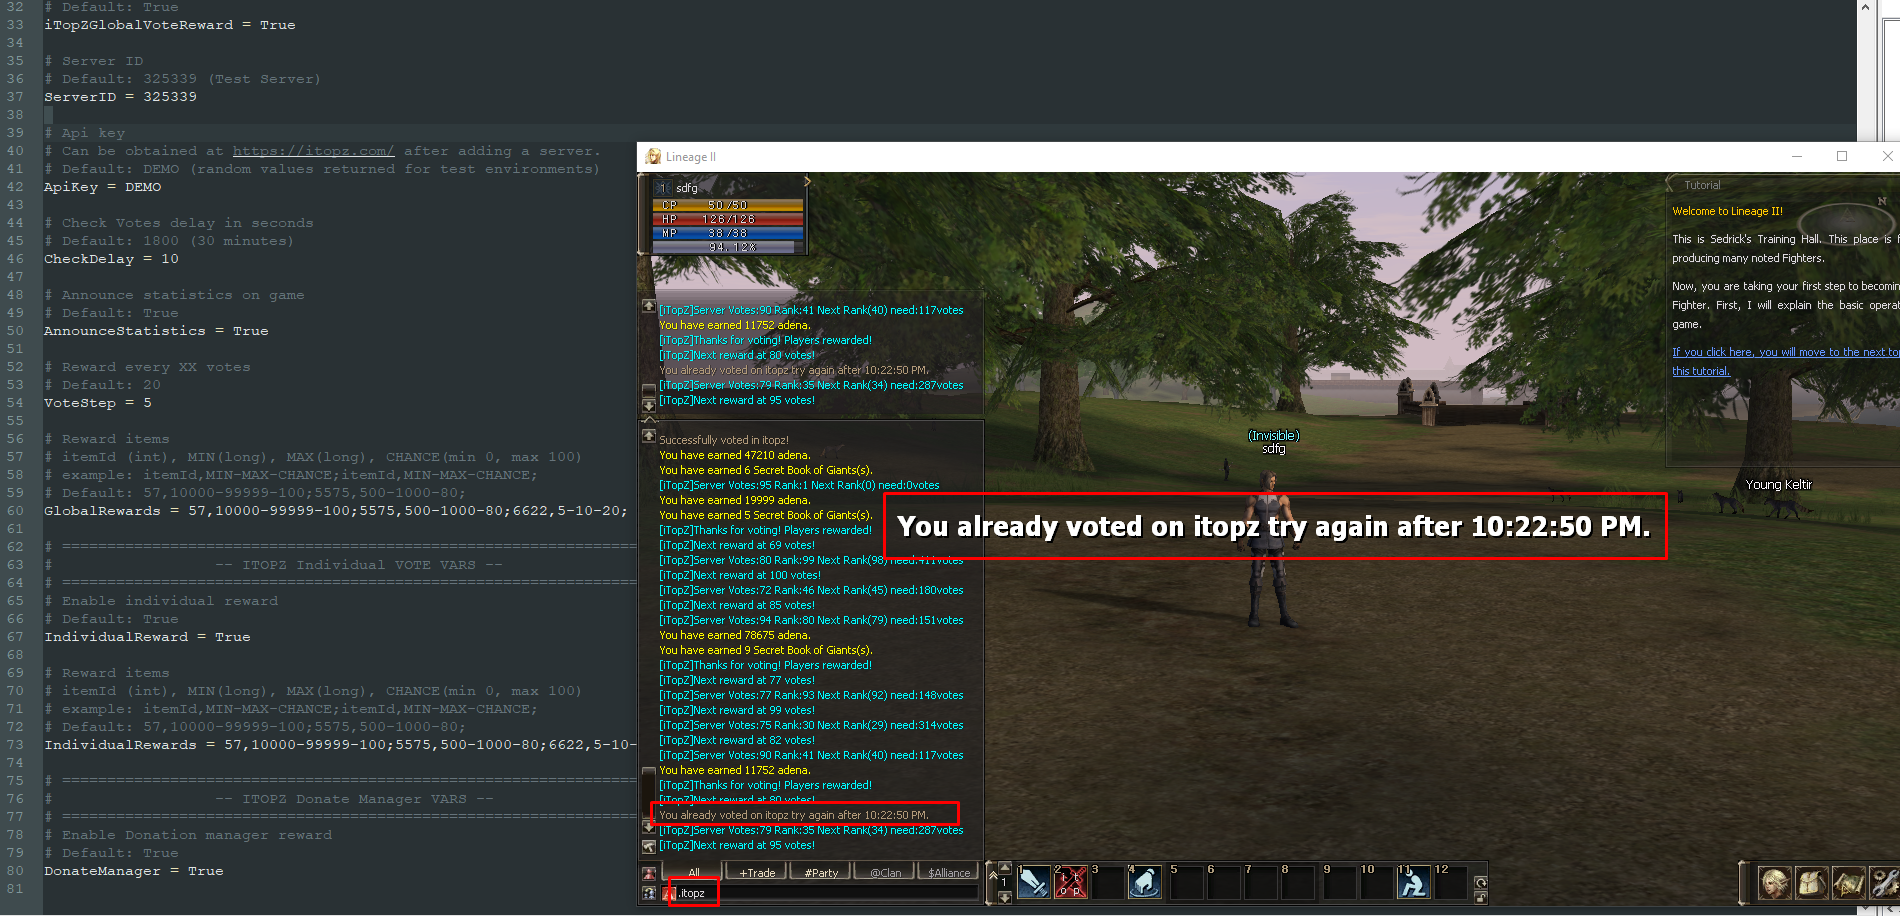 32 # Default: True
33 iTopZGlobalVoteReward = True
34
35 # Server ID
36 # Default: 325339 (Test Server)
37 ServerID = 325339
38
39 # Api key
40 # Can be obtained at https://itopz.com/ after adding a server.
41 # Default: DEMO (random values returned for test environments)
42 ApiKey = DEMO
43
44 # Check Votes delay in seconds
45 # Default: 1800 (30 minutes)
46 CheckDelay = 10
47
48 # Announce statistics on game
49 # Default: True
50 AnnounceStatistics = True
51
52 # Reward every XX votes
53 # Default: 20
54 VoteStep = 5
55
56 # Reward items
57 # itemId (int), MIN(long), MAX(long), CHANCE(min 0, max 100)
58 # example: itemId,MIN-MAX-CHANCE;itemId,MIN-MAX-CHANCE;
59 # Default: 57,10000-99999-100;5575,500-1000-80;
60 GlobalRewards = 57,10000-99999-100;5575,500-1000-80;6622,5-10-20;
61
62 # ================================================================
63 # -- ITOPZ Individual VOTE VARS --
64 # ================================================================
65 # Enable individual reward
66 # Default: True
67 IndividualReward = True
68
69 # Reward items
70 # itemId (int), MIN(long), MAX(long), CHANCE(min 0, max 100)
71 # example: itemId,MIN-MAX-CHANCE;itemId,MIN-MAX-CHANCE;
72 # Default: 57,10000-99999-100;5575,500-1000-80;
73 IndividualRewards = 57,10000-99999-100;5575,500-1000-80;6622,5-10-
74
75 # ================================================================
76 # -- ITOPZ Donate Manager VARS --
77 # ================================================================
78 # Enable Donation manager reward
79 # Default: True
80 DonateManager = True
81
Lineage II
1 sdfg
CP 50/50
HP 126/126
MP 38/38
94.12%
[iTopZ]Server Votes:90 Rank:41 Next Rank(40) need:117votes
You have earned 11752 adena.
[iTopZ]Thanks for voting! Players rewarded!
[iTopZ]Next reward at 80 votes!
You already voted on itopz try again after 10:22:50 PM.
[iTopZ]Server Votes:79 Rank:35 Next Rank(34) need:287votes
[iTopZ]Next reward at 95 votes!
Successfully voted in itopz!
You have earned 47210 adena.
You have earned 6 Secret Book of Giants(s).
[iTopZ]Server Votes:95 Rank:1 Next Rank(0) need:0votes
You have earned 19999 adena.
You have earned 5 Secret Book of Giants(s).
[iTopZ]Thanks for voting! Players rewarded!
[iTopZ]Next reward at 69 votes!
[iTopZ]Server Votes:80 Rank:99 Next Rank(98) need:411votes
[iTopZ]Next reward at 100 votes!
[iTopZ]Server Votes:72 Rank:46 Next Rank(45) need:180votes
[iTopZ]Next reward at 85 votes!
[iTopZ]Server Votes:94 Rank:80 Next Rank(79) need:151votes
You have earned 78675 adena.
You have earned 9 Secret Book of Giants(s).
[iTopZ]Thanks for voting! Players rewarded!
[iTopZ]Next reward at 77 votes!
[iTopZ]Server Votes:77 Rank:93 Next Rank(92) need:148votes
[iTopZ]Next reward at 99 votes!
[iTopZ]Server Votes:75 Rank:30 Next Rank(29) need:314votes
[iTopZ]Next reward at 82 votes!
[iTopZ]Server Votes:90 Rank:41 Next Rank(40) need:117votes
You have earned 11752 adena.
[iTopZ]Thanks for voting! Players rewarded!
[iTopZ]Next reward at 80 votes!
You already voted on itopz try again after 10:22:50 PM.
[iTopZ]Server Votes:79 Rank:35 Next Rank(34) need:287votes
[iTopZ]Next reward at 95 votes!
All +Trade #Party @Clan $Alliance
.itopz
(Invisible)
sdfg
You already voted on itopz try again after 10:22:50 PM.
Young Keltir
Tutorial
N
Welcome to Lineage II!
This is Sedrick's Training Hall. This place is f
producing many noted Fighters.
Now, you are taking your first step to becomin
Fighter. First, I will explain the basic operat
game.
If you click here, you will move to the next to
this tutorial.
1
1 2 3 4 5 6 7 8 9 10 11 12